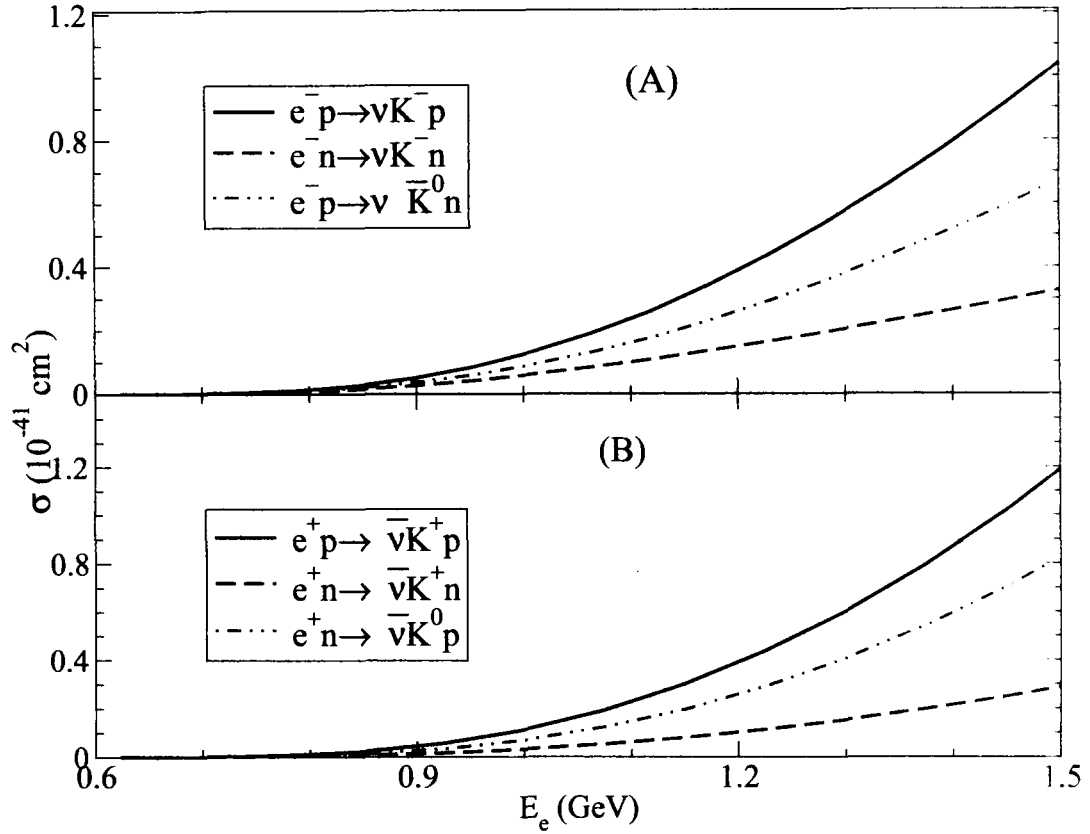 1.2
0.8
0.4
0
(A)
e⁻p→νK⁻p
e⁻n→νK⁻n
e⁻p→ν K̅⁰n
σ (10⁻⁴¹ cm²)
(B)
1.2
0.8
0.4
0
e⁺p→ ν̅K⁺p
e⁺n→ ν̅K⁺n
e⁺n→ ν̅K⁰p
0.6 0.9 1.2 1.5
Eₑ (GeV)